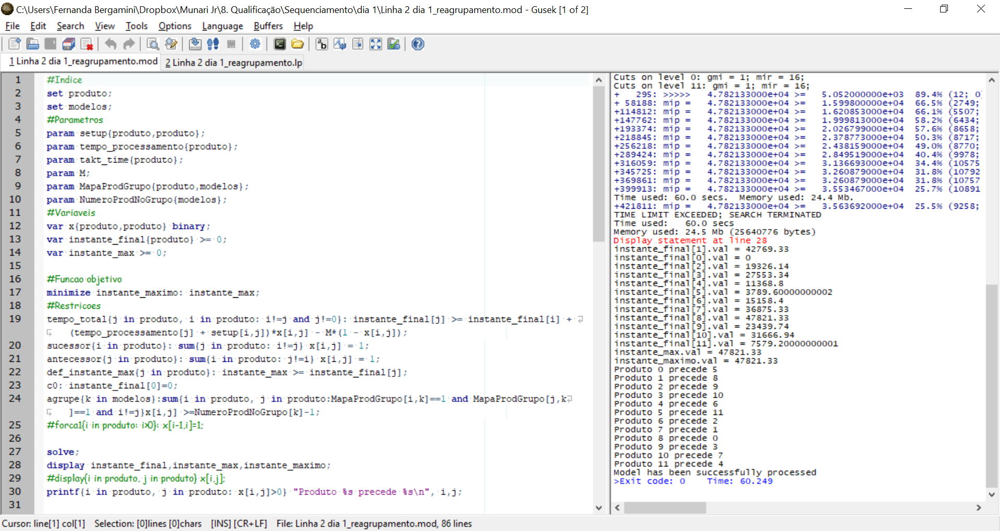 C:\Users\Fernanda Bergamini\Dropbox\Munari Jr\8. Qualificação\Sequenciamento\dia 1\Linha 2 dia 1_reagrupamento.mod - Gusek [1 of 2]
File Edit Search View Tools Options Language Buffers Help
1 Linha 2 dia 1_reagrupamento.mod 2 Linha 2 dia 1_reagrupamento.lp
1 #Indice
2 set produto;
3 set modelos;
4 #Parametros
5 param setup{produto,produto};
6 param tempo_processamento{produto};
7 param takt_time{produto};
8 param M;
9 param MapaProdGrupo{produto,modelos};
10 param NumeroProdNoGrupo{modelos};
11 #Variaveis
12 var x{produto,produto} binary;
13 var instante_final{produto} >= 0;
14 var instante_max >= 0;
15
16 #Funcao objetivo
17 minimize instante_maximo: instante_max;
18 #Restricoes
19 tempo_total{j in produto, i in produto: i!=j and j!=0}: instante_final[j] >= instante_final[i] +
(tempo_processamento[j] + setup[i,j])*x[i,j] - M*(1 - x[i,j]);
20 sucessor{i in produto}: sum{j in produto: i!=j} x[i,j] = 1;
21 antecessor{j in produto}: sum{i in produto: j!=i} x[i,j] = 1;
22 def_instante_max{j in produto}: instante_max >= instante_final[j];
23 c0: instante_final[0]=0;
24 agrupe{k in modelos}:sum{i in produto, j in produto:MapaProdGrupo[i,k]==1 and MapaProdGrupo[j,k
]==1 and i!=j}x[i,j] >=NumeroProdNoGrupo[k]-1;
25 #forca1{i in produto: i>0}: x[i-1,i]=1;
26
27 solve;
28 display instante_final,instante_max,instante_maximo;
29 #display{i in produto, j in produto} x[i,j];
30 printf{i in produto, j in produto: x[i,j]>0} "Produto %s precede %s\n", i,j;
31
Cuts on level 0: gmi = 1; mir = 16;
Cuts on level 11: gmi = 1; mir = 16;
+ 295: >>>>> 4.782133000e+04 >= 5.052000000e+03 89.4% (12; 0
+ 58188: mip = 4.782133000e+04 >= 1.599800000e+04 66.5% (2749;
+114812: mip = 4.782133000e+04 >= 1.620853000e+04 66.1% (5507;
+147762: mip = 4.782133000e+04 >= 1.999813000e+04 58.2% (6434;
+193374: mip = 4.782133000e+04 >= 2.026799000e+04 57.6% (8658;
+218845: mip = 4.782133000e+04 >= 2.378773000e+04 50.3% (8717;
+256218: mip = 4.782133000e+04 >= 2.438159000e+04 49.0% (8770;
+289424: mip = 4.782133000e+04 >= 2.849519000e+04 40.4% (9978;
+316059: mip = 4.782133000e+04 >= 3.136693000e+04 34.4% (10575
+345725: mip = 4.782133000e+04 >= 3.260879000e+04 31.8% (10792
+369861: mip = 4.782133000e+04 >= 3.260879000e+04 31.8% (10757
+399913: mip = 4.782133000e+04 >= 3.553467000e+04 25.7% (10891
Time used: 60.0 secs. Memory used: 24.4 Mb.
+421811: mip = 4.782133000e+04 >= 3.563692000e+04 25.5% (9258;
TIME LIMIT EXCEEDED; SEARCH TERMINATED
Time used: 60.0 secs
Memory used: 24.5 Mb (25640776 bytes)
Display statement at line 28
instante_final[1].val = 42769.33
instante_final[0].val = 0
instante_final[2].val = 19326.14
instante_final[3].val = 27553.34
instante_final[4].val = 11368.8
instante_final[5].val = 3789.60000000002
instante_final[6].val = 15158.4
instante_final[7].val = 36875.33
instante_final[8].val = 47821.33
instante_final[9].val = 23439.74
instante_final[10].val = 31666.94
instante_final[11].val = 7579.20000000001
instante_max.val = 47821.33
instante_maximo.val = 47821.33
Produto 0 precede 5
Produto 1 precede 8
Produto 2 precede 9
Produto 3 precede 10
Produto 4 precede 6
Produto 5 precede 11
Produto 6 precede 2
Produto 7 precede 1
Produto 8 precede 0
Produto 9 precede 3
Produto 10 precede 7
Produto 11 precede 4
Model has been successfully processed
>Exit code: 0 Time: 60.249
Cursor: line[1] col[1] Selection: [0]lines [0]chars [INS] [CR+LF] File: Linha 2 dia 1_reagrupamento.mod, 86 lines